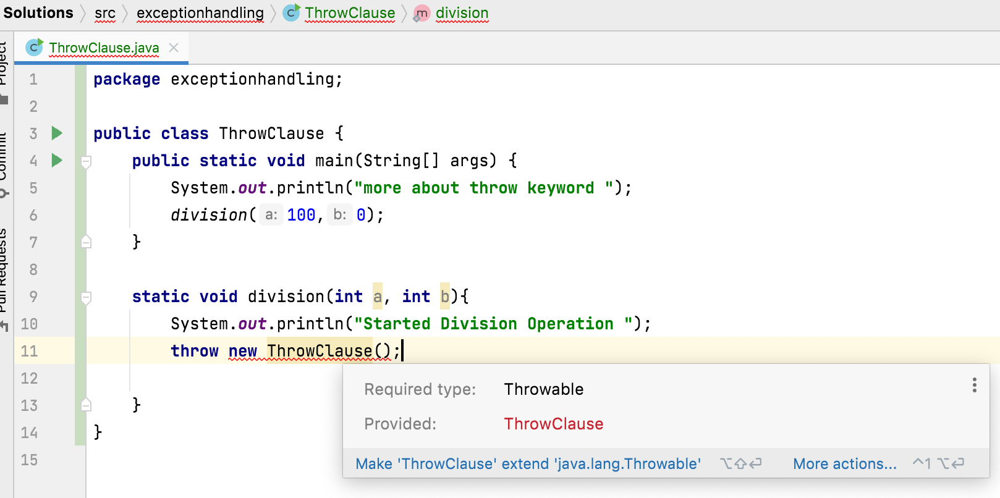 Solutions src exceptionhandling ThrowClause m division
ThrowClause.java
Project
Commit
Pull Requests
1 package exceptionhandling;
2
3 public class ThrowClause {
4 public static void main(String[] args) {
5 System.out.println("more about throw keyword ");
6 division( a: 100, b: 0);
7 }
8
9 static void division(int a, int b){
10 System.out.println("Started Division Operation ");
11 throw new ThrowClause();
12
13 }
14 }
15
Required type: Throwable
Provided: ThrowClause
Make 'ThrowClause' extend 'java.lang.Throwable' ⌥⇧⏎ More actions... ^1 ⌥⏎